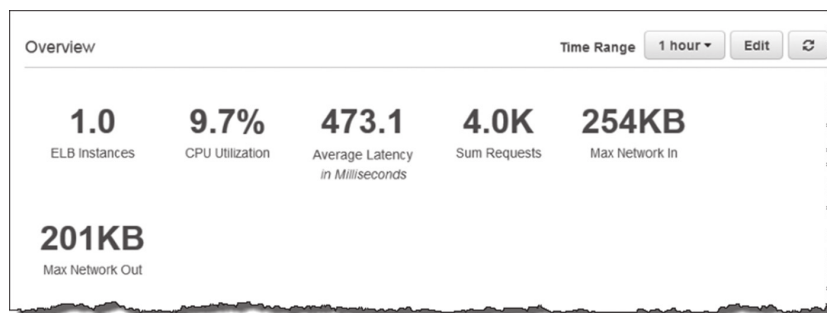 Overview
Time Range 1 hour Edit
1.0 9.7% 473.1 4.0K 254KB
ELB Instances CPU Utilization Average Latency Sum Requests Max Network In
in Milliseconds
201KB
Max Network Out